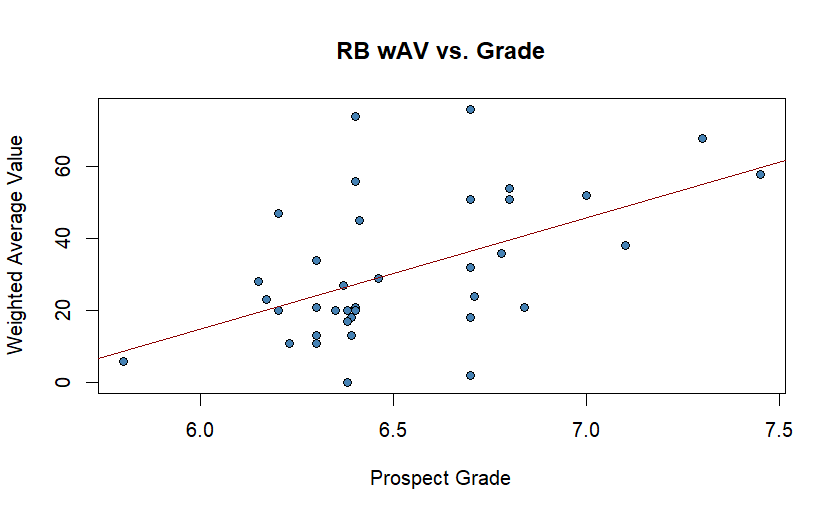 RB wAV vs. Grade
Weighted Average Value
60
40
20
0
6.0 6.5 7.0 7.5
Prospect Grade